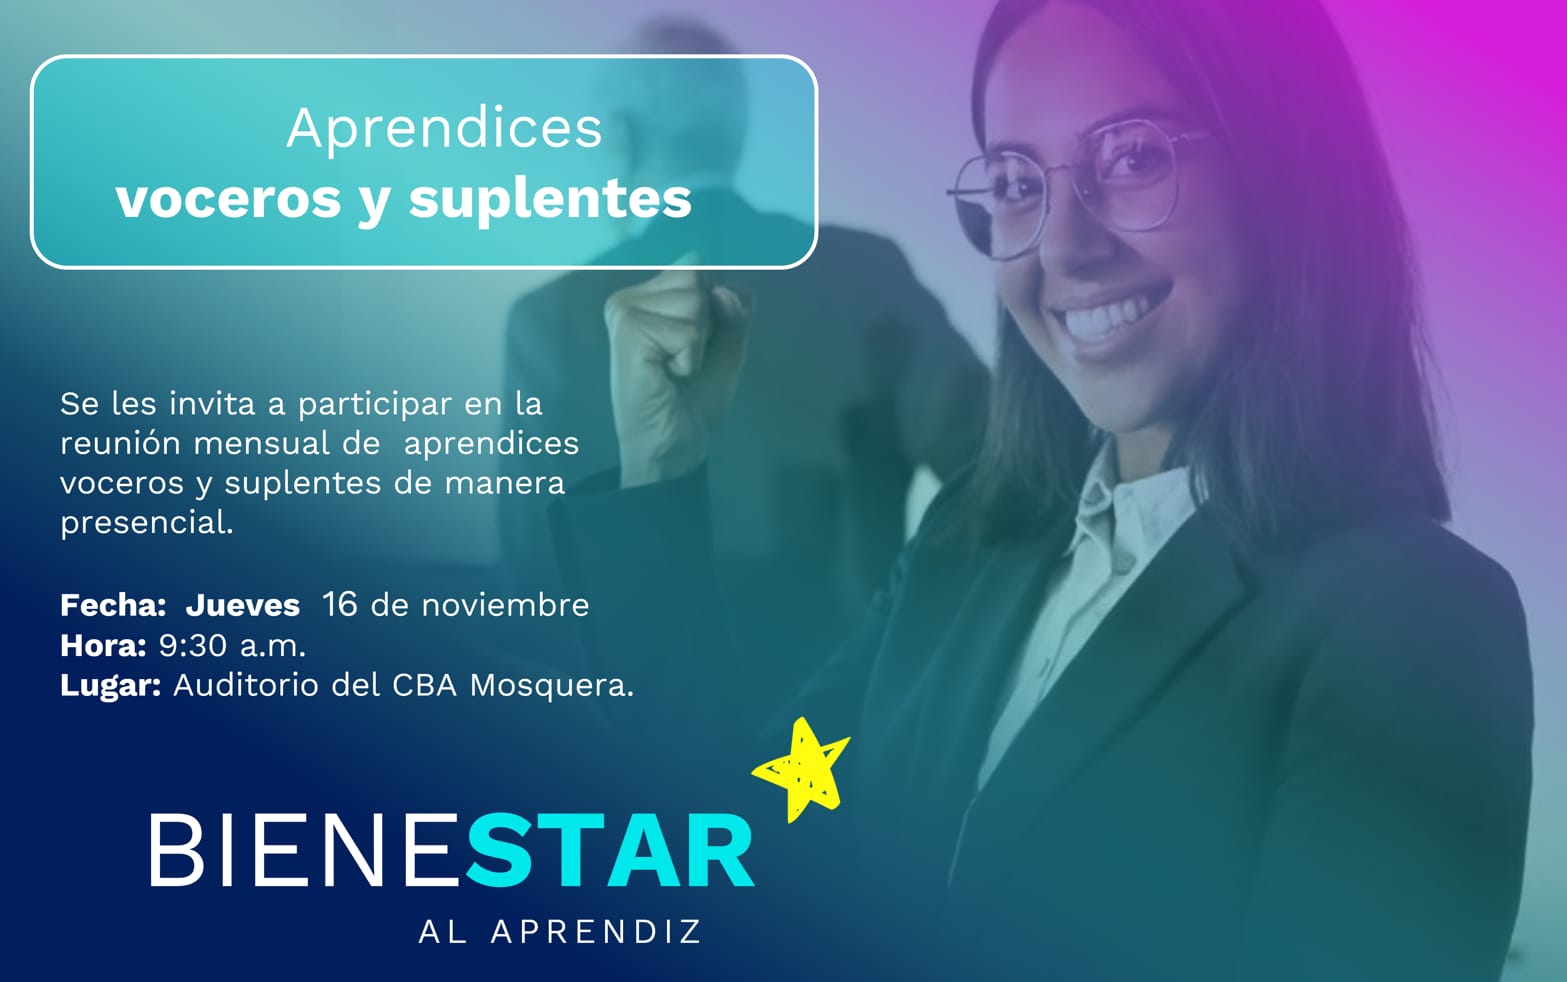 Aprendices
voceros y suplentes
Se les invita a participar en la
reunión mensual de  aprendices
voceros y suplentes de manera
presencial.
Fecha:  Jueves  16 de noviembre
Hora: 9:30 a.m.
Lugar: Auditorio del CBA Mosquera.
BIENESTAR
AL APRENDIZ